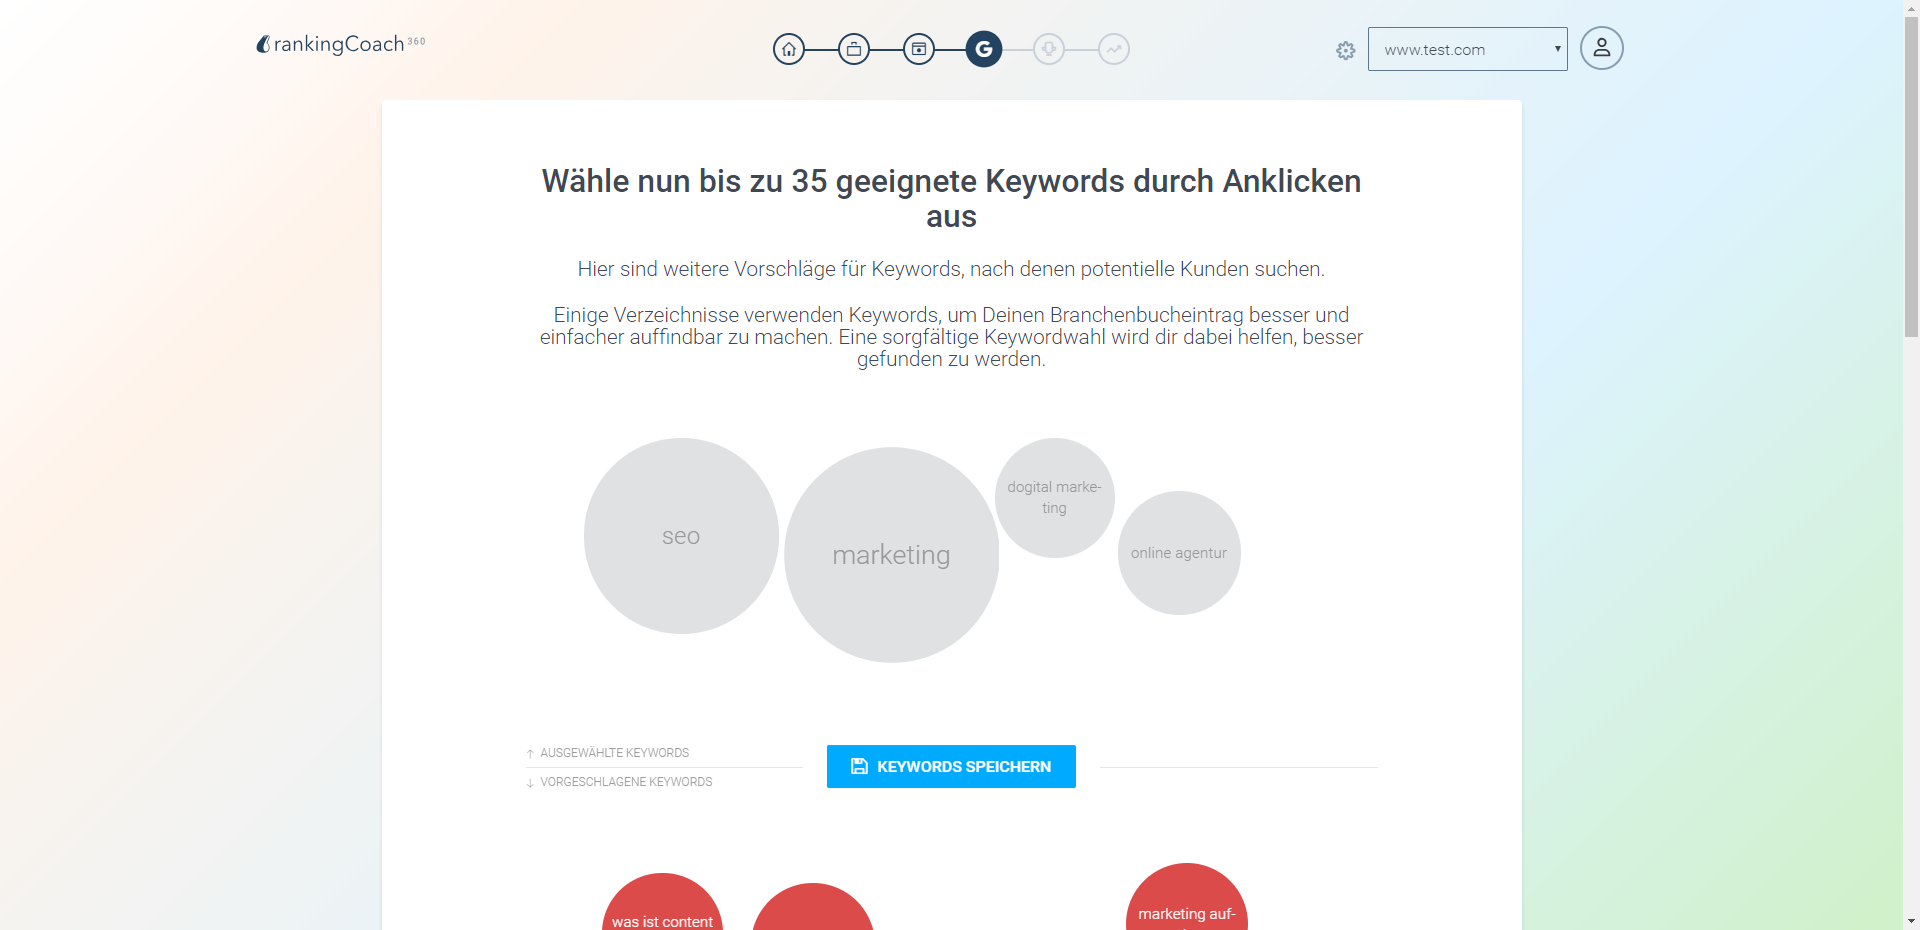 rankingCoach 360
www.test.com
Wähle nun bis zu 35 geeignete Keywords durch Anklicken
aus
Hier sind weitere Vorschläge für Keywords, nach denen potentielle Kunden suchen.
Einige Verzeichnisse verwenden Keywords, um Deinen Branchenbucheintrag besser und
einfacher auffindbar zu machen. Eine sorgfältige Keywordwahl wird dir dabei helfen, besser
gefunden zu werden.
seo
marketing
dogital marke-
ting
online agentur
↑ AUSGEWÄHLTE KEYWORDS
KEYWORDS SPEICHERN
↓ VORGESCHLAGENE KEYWORDS
was ist content
marketing auf-